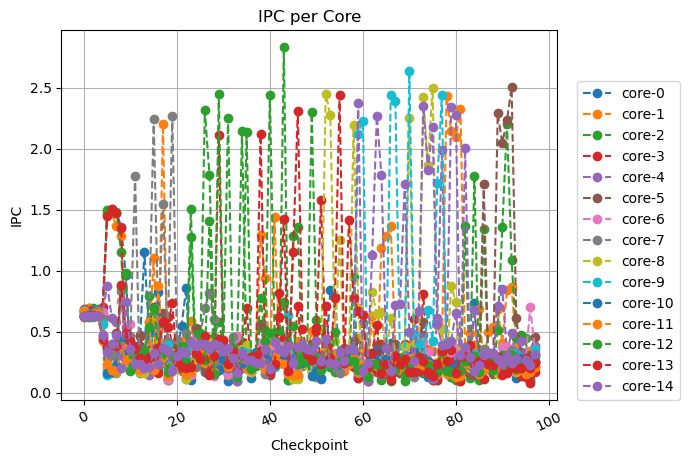 IPC per Core
IPC
2.5
2.0
1.5
1.0
0.5
0.0
0
20
40
60
80
100
Checkpoint
core-0
core-1
core-2
core-3
core-4
core-5
core-6
core-7
core-8
core-9
core-10
core-11
core-12
core-13
core-14